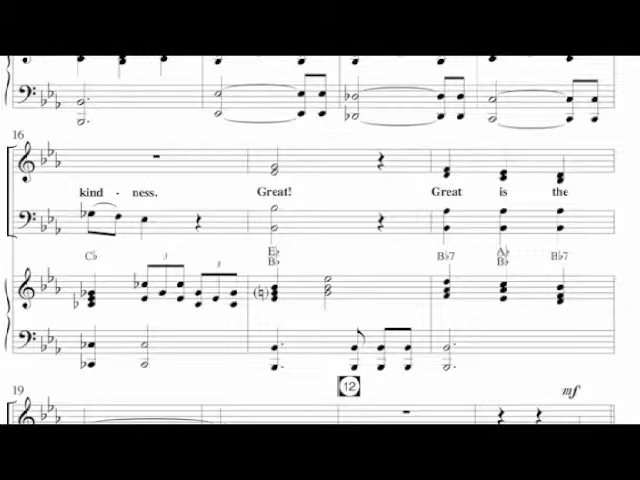 16
kind - ness. Great! Great is the
C♭ E♭/B♭ B♭7 A♭/B♭ B♭7
3 3
19 12 mf